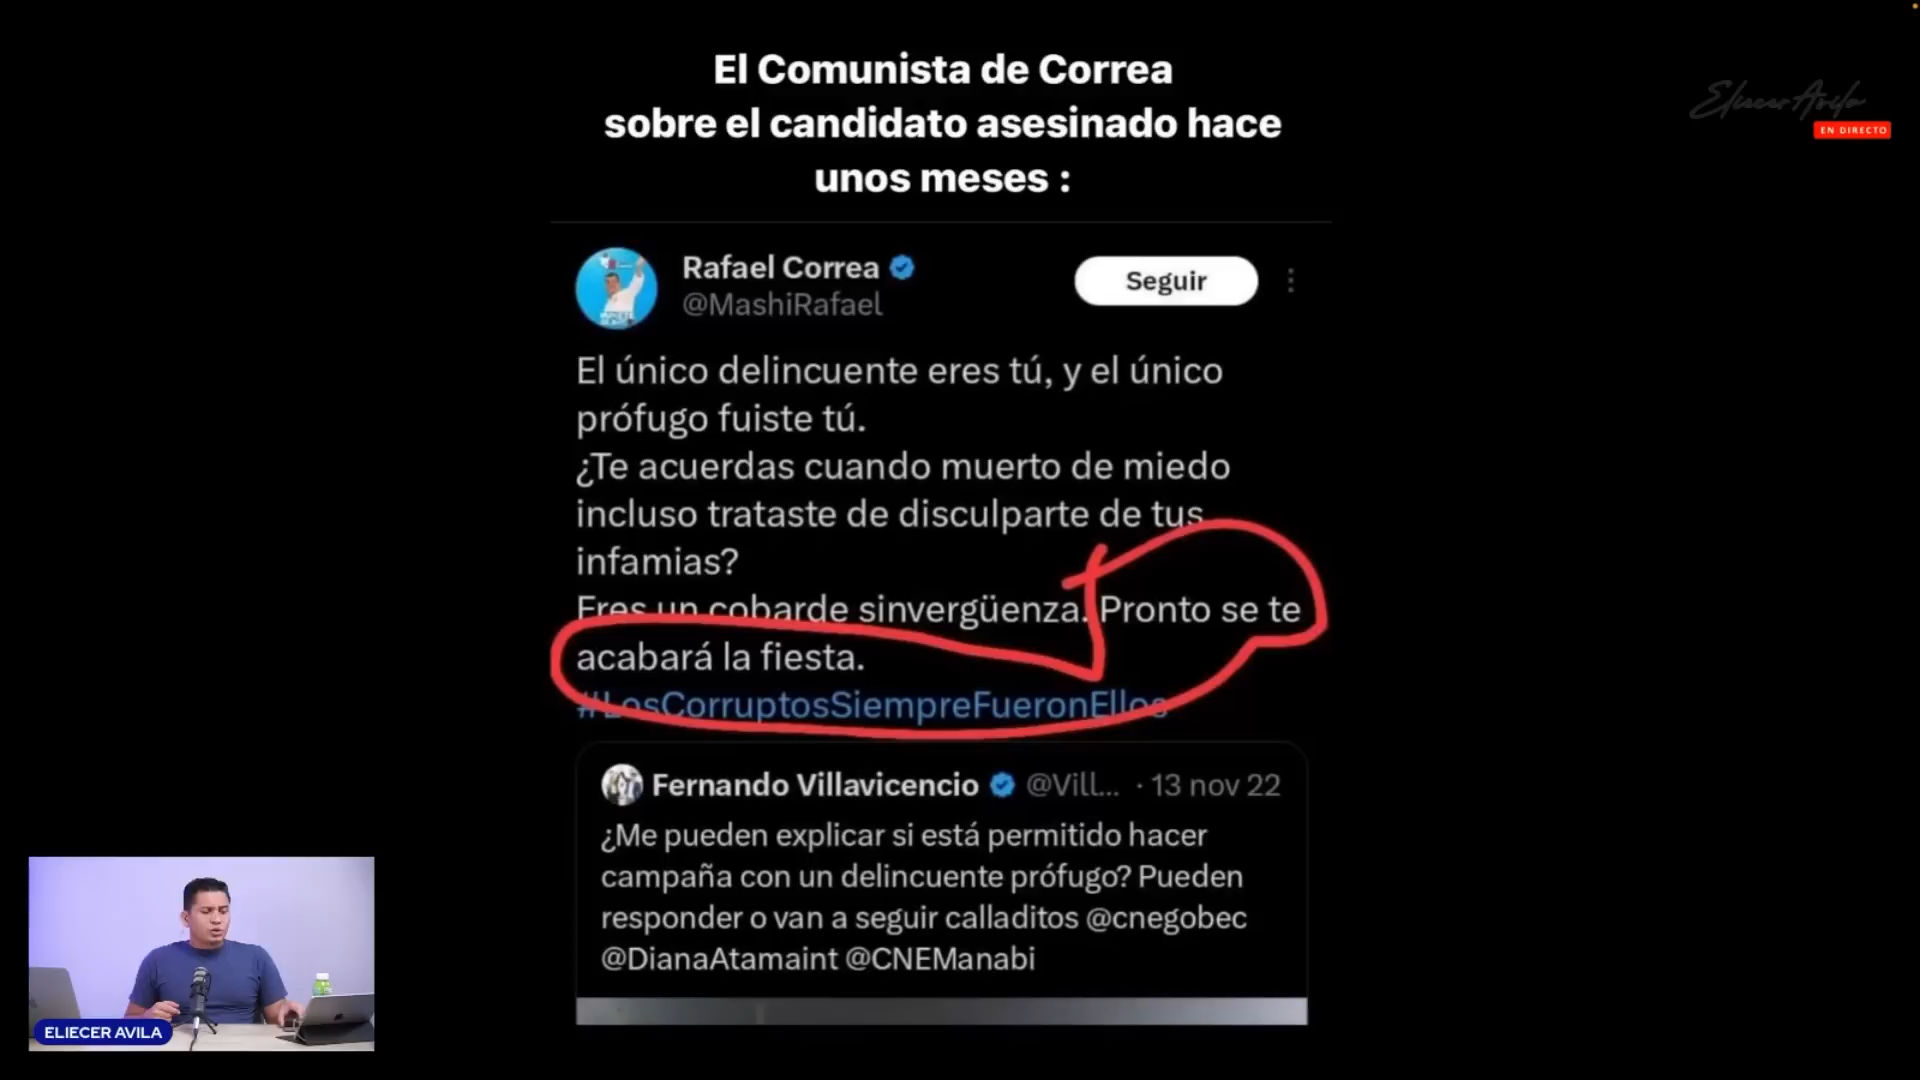 El Comunista de Correa
sobre el candidato asesinado hace
unos meses :
Eliecer Avila
EN DIRECTO
Rafael Correa
@MashiRafael
Seguir
El único delincuente eres tú, y el único
prófugo fuiste tú.
¿Te acuerdas cuando muerto de miedo
incluso trataste de disculparte de tus
infamias?
Eres un cobarde sinvergüenza. Pronto se te
acabará la fiesta.
#LosCorruptosSiempreFueronEllos
Fernando Villavicencio @Vill... · 13 nov 22
¿Me pueden explicar si está permitido hacer
campaña con un delincuente prófugo? Pueden
responder o van a seguir calladitos @cnegobec
@DianaAtamaint @CNEManabi
ELIECER AVILA